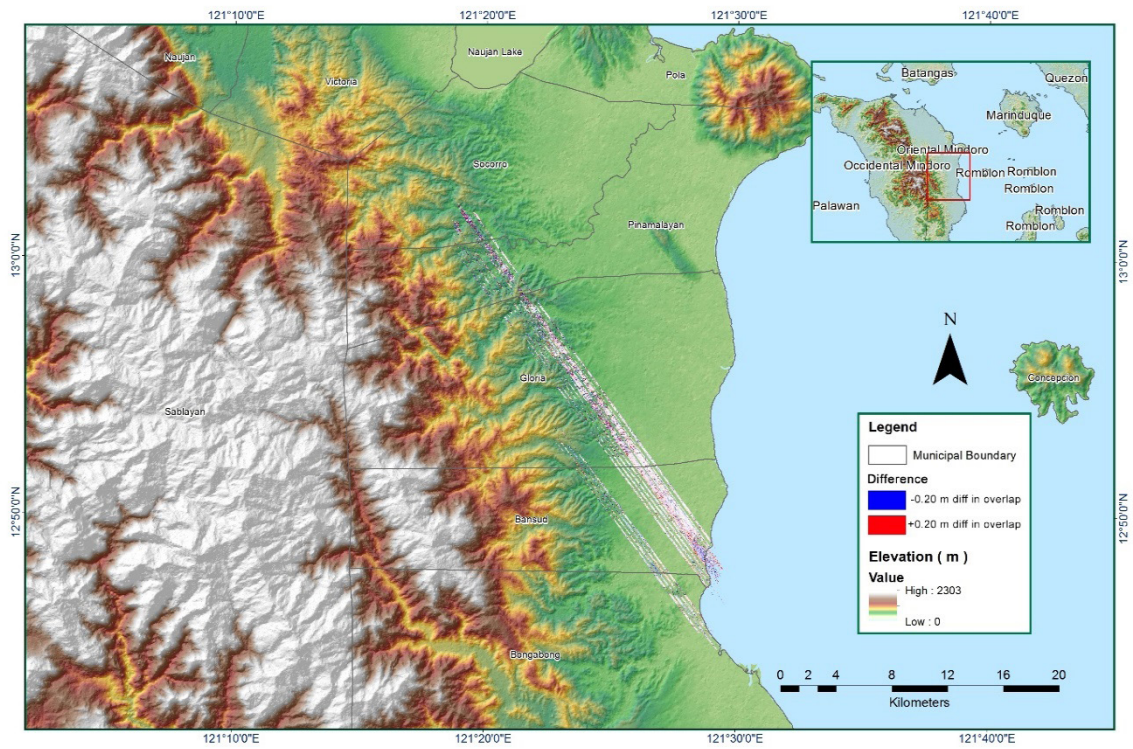 121°10'0"E
121°20'0"E
121°30'0"E
121°40'0"E
Naujan
Victoria
Naujan Lake
Pola
Socorro
Pinamalayan
Gloria
Sablayan
Bansud
Bongabong
Concepcion
13°0'0"N
12°50'0"N
13°0'0"N
12°50'0"N
Batangas
Quezon
Marinduque
Oriental Mindoro
Occidental Mindoro
Romblon
Romblon
Romblon
Palawan
Romblon
Romblon
N
Legend
Municipal Boundary
Difference
-0.20 m diff in overlap
+0.20 m diff in overlap
Elevation ( m )
Value
High : 2303
Low : 0
0 2 4 8 12 16 20
Kilometers
121°10'0"E
121°20'0"E
121°30'0"E
121°40'0"E